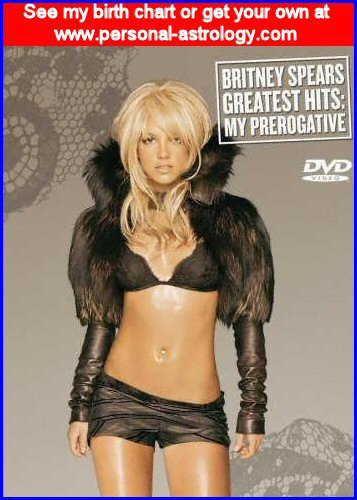 See my birth chart or get your own at
www.personal-astrology.com
BRITNEY SPEARS
GREATEST HITS:
MY PREROGATIVE
DVD
VIDEO